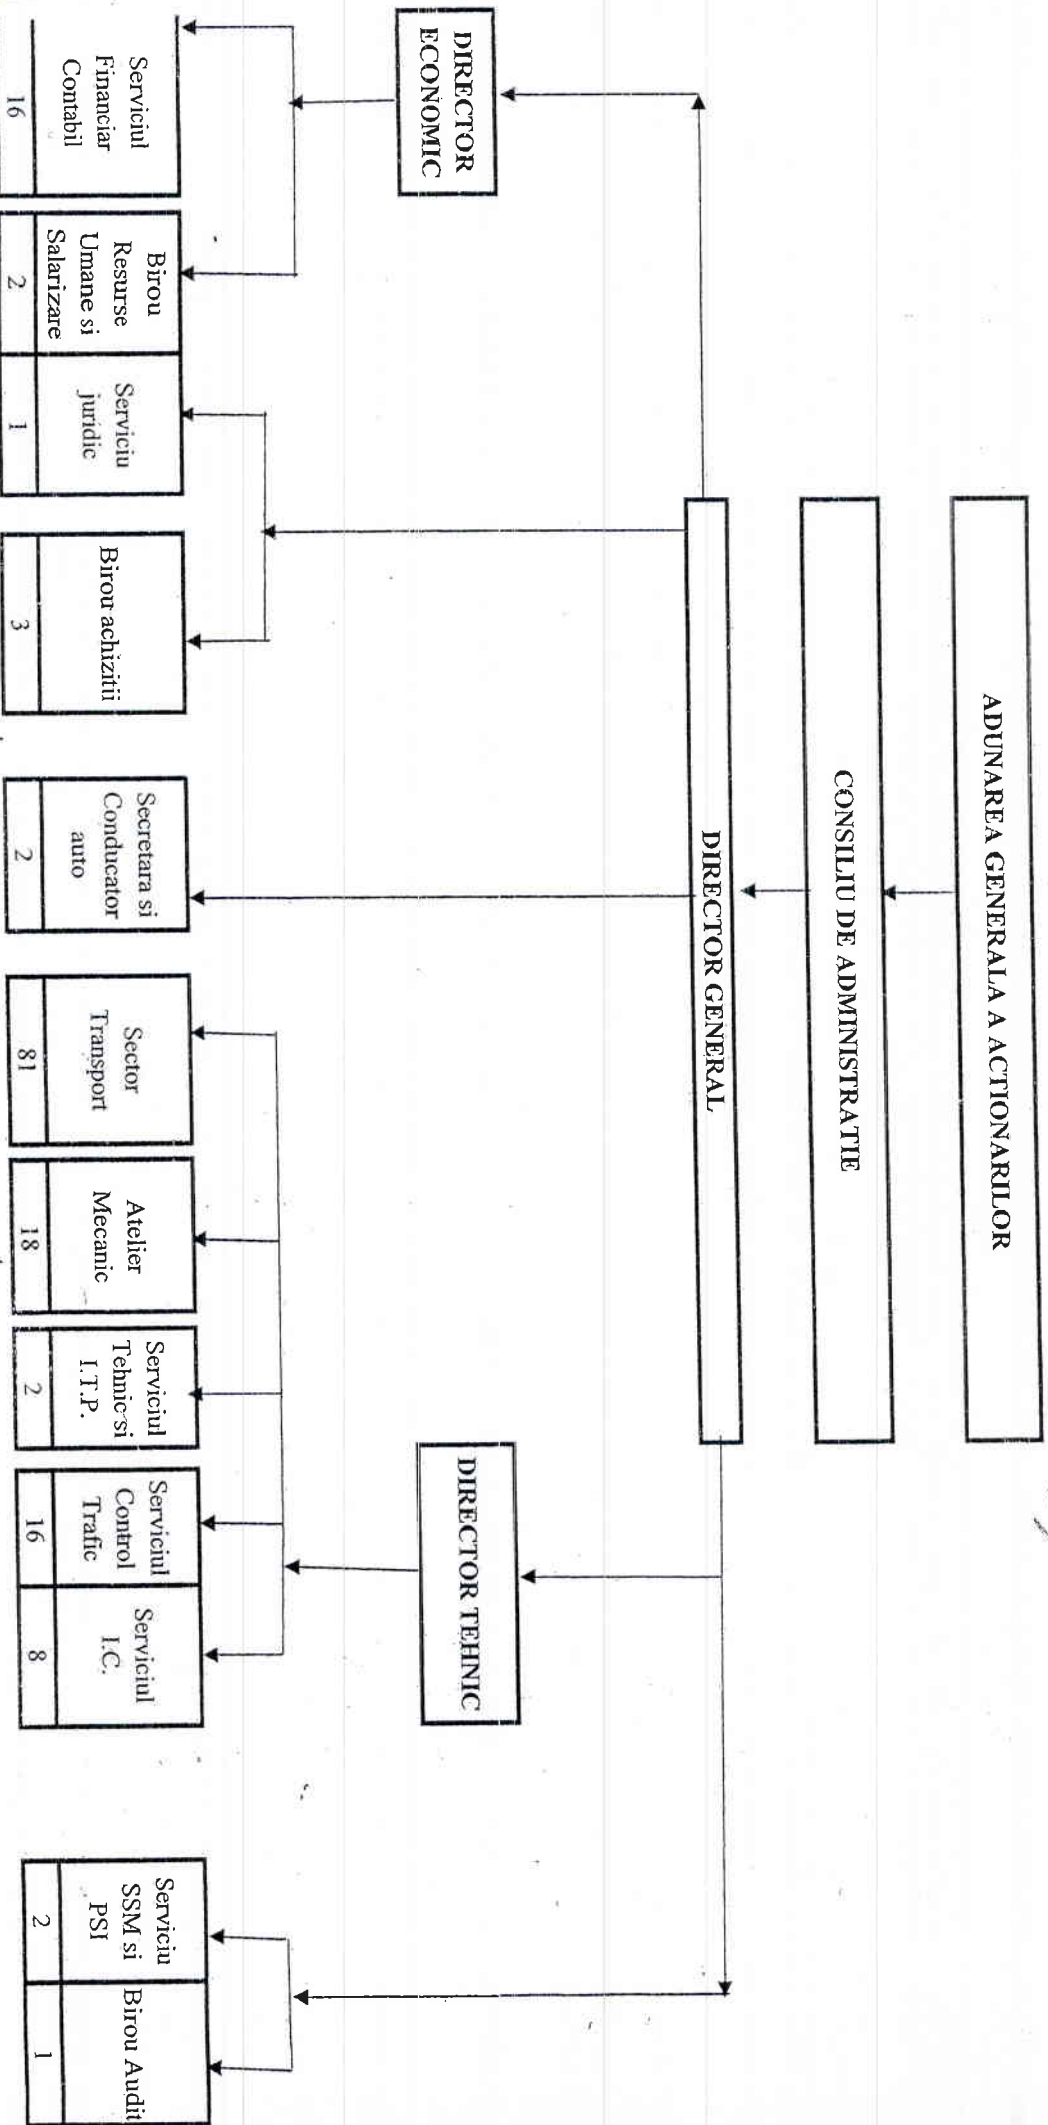 ADUNAREA GENERALA A ACTIONARILOR
CONSILIU DE ADMINISTRATIE
DIRECTOR GENERAL
DIRECTOR
ECONOMIC
DIRECTOR TEHNIC
Serviciul
Financiar
Contabil
16
Birou
Resurse
Umane si
Salarizare
2
Serviciu
juridic
1
Birou achizitii
3
Secretara si
Conducator
auto
2
Sector
Transport
81
Atelier
Mecanic
18
Serviciul
Tehnic si
I.T.P.
2
Serviciul
Control
Trafic
16
Serviciul
I.C.
8
Serviciu
SSM si
PSI
2
Birou Audit
1